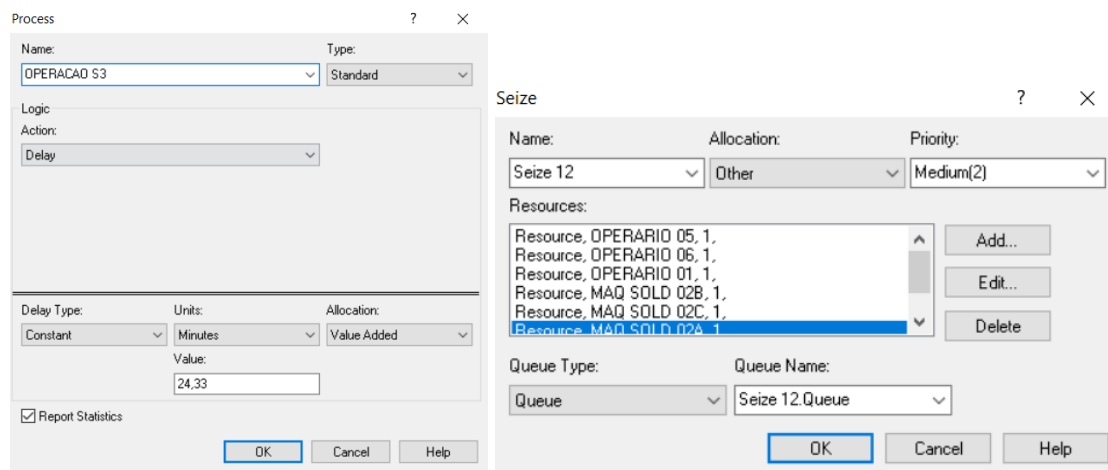 Process ? ×
Name: Type:
OPERACAO S3 Standard
Logic
Action:
Delay
Delay Type: Units: Allocation:
Constant Minutes Value Added
Value:
24,33
Report Statistics
OK Cancel Help
Seize ? ×
Name: Allocation: Priority:
Seize 12 Other Medium(2)
Resources:
Resource, OPERARIO 05, 1,
Resource, OPERARIO 06, 1,
Resource, OPERARIO 01, 1,
Resource, MAQ SOLD 02B, 1,
Resource, MAQ SOLD 02C, 1,
Resource, MAQ SOLD 02A, 1
Add...
Edit...
Delete
Queue Type: Queue Name:
Queue Seize 12.Queue
OK Cancel Help